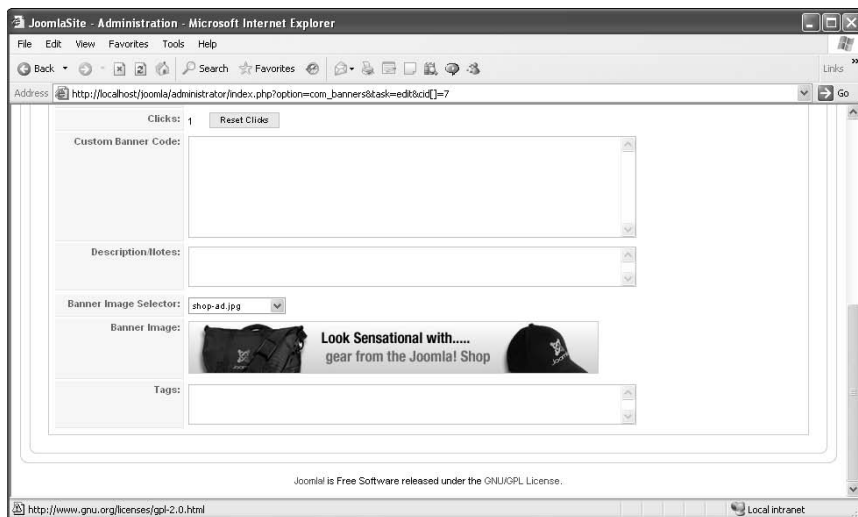 JoomlaSite - Administration - Microsoft Internet Explorer
File Edit View Favorites Tools Help
Back Search Favorites Links »
Address http://localhost/joomla/administrator/index.php?option=com_banners&task=edit&cid[]=7 Go
Clicks: 1 Reset Clicks
Custom Banner Code:
Description/Notes:
Banner Image Selector: shop-ad.jpg
Banner Image:
Look Sensational with.....
gear from the Joomla! Shop
Tags:
Joomla! is Free Software released under the GNU/GPL License.
http://www.gnu.org/licenses/gpl-2.0.html Local intranet